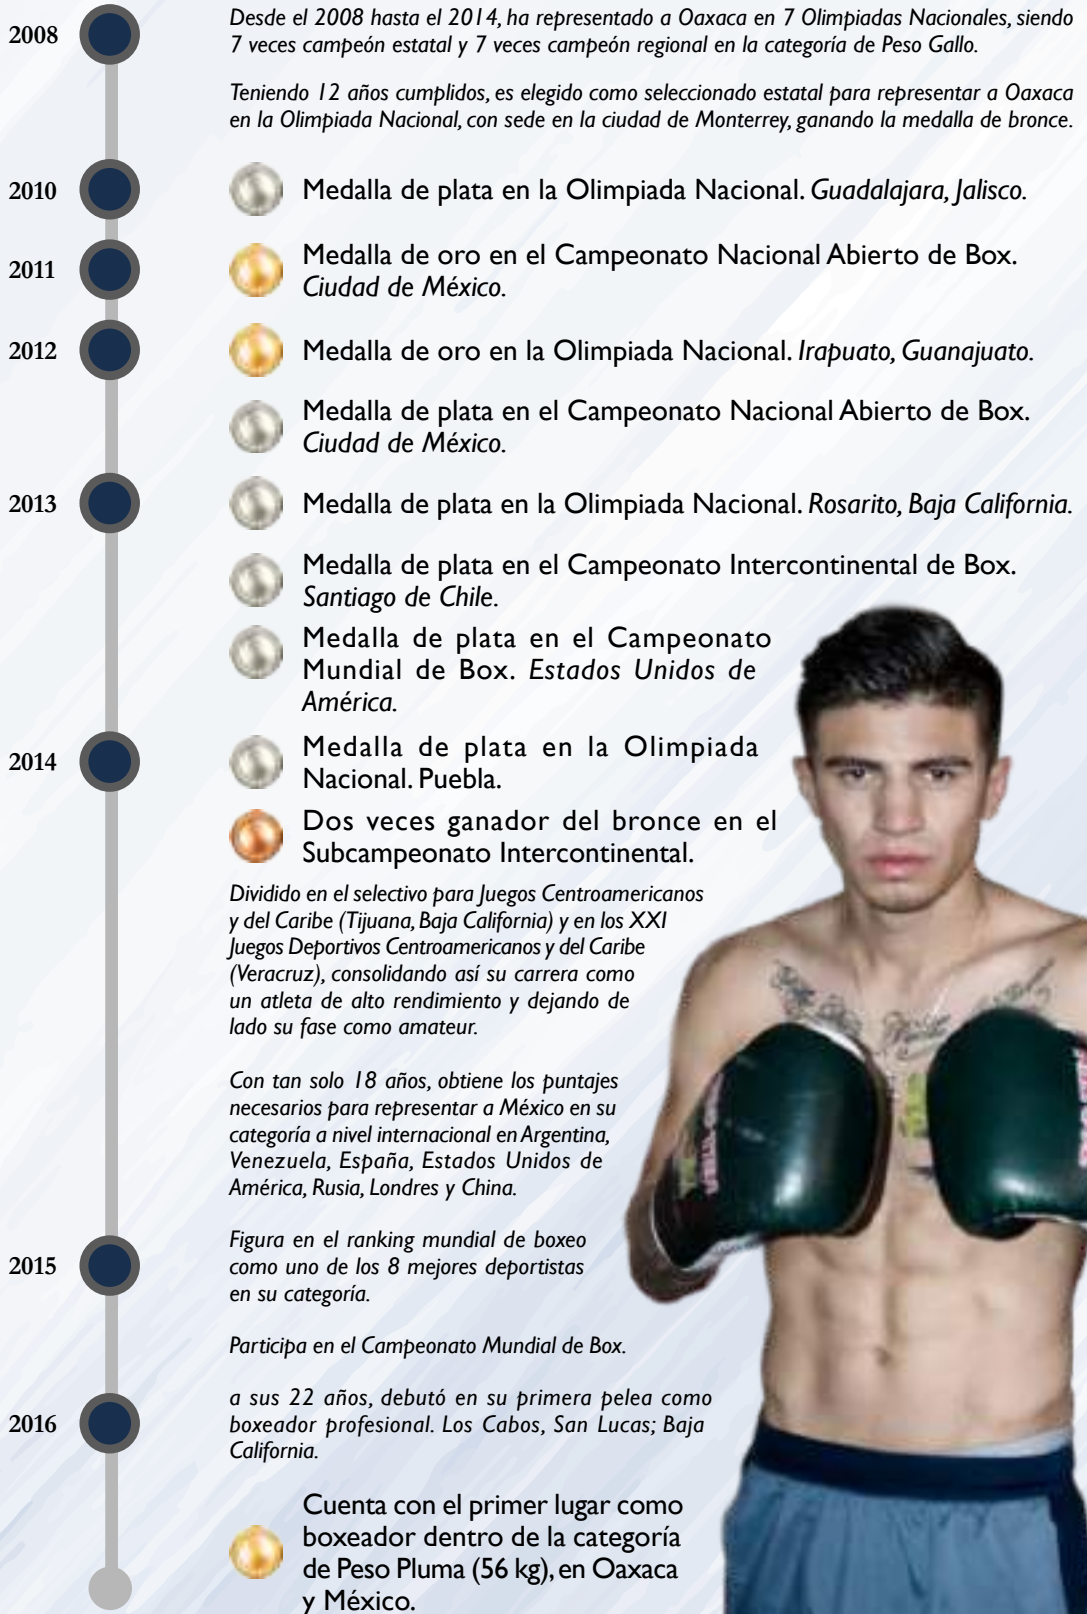 2008
Desde el 2008 hasta el 2014, ha representado a Oaxaca en 7 Olimpiadas Nacionales, siendo
7 veces campeón estatal y 7 veces campeón regional en la categoría de Peso Gallo.
Teniendo 12 años cumplidos, es elegido como seleccionado estatal para representar a Oaxaca
en la Olimpiada Nacional, con sede en la ciudad de Monterrey, ganando la medalla de bronce.
2010
Medalla de plata en la Olimpiada Nacional. Guadalajara, Jalisco.
2011
Medalla de oro en el Campeonato Nacional Abierto de Box.
Ciudad de México.
2012
Medalla de oro en la Olimpiada Nacional. Irapuato, Guanajuato.
Medalla de plata en el Campeonato Nacional Abierto de Box.
Ciudad de México.
2013
Medalla de plata en la Olimpiada Nacional. Rosarito, Baja California.
Medalla de plata en el Campeonato Intercontinental de Box.
Santiago de Chile.
Medalla de plata en el Campeonato
Mundial de Box. Estados Unidos de
América.
2014
Medalla de plata en la Olimpiada
Nacional. Puebla.
Dos veces ganador del bronce en el
Subcampeonato Intercontinental.
Dividido en el selectivo para Juegos Centroamericanos
y del Caribe (Tijuana, Baja California) y en los XXI
Juegos Deportivos Centroamericanos y del Caribe
(Veracruz), consolidando así su carrera como
un atleta de alto rendimiento y dejando de
lado su fase como amateur.
Con tan solo 18 años, obtiene los puntajes
necesarios para representar a México en su
categoría a nivel internacional en Argentina,
Venezuela, España, Estados Unidos de
América, Rusia, Londres y China.
2015
Figura en el ranking mundial de boxeo
como uno de los 8 mejores deportistas
en su categoría.
Participa en el Campeonato Mundial de Box.
2016
a sus 22 años, debutó en su primera pelea como
boxeador profesional. Los Cabos, San Lucas; Baja
California.
Cuenta con el primer lugar como
boxeador dentro de la categoría
de Peso Pluma (56 kg), en Oaxaca
y México.